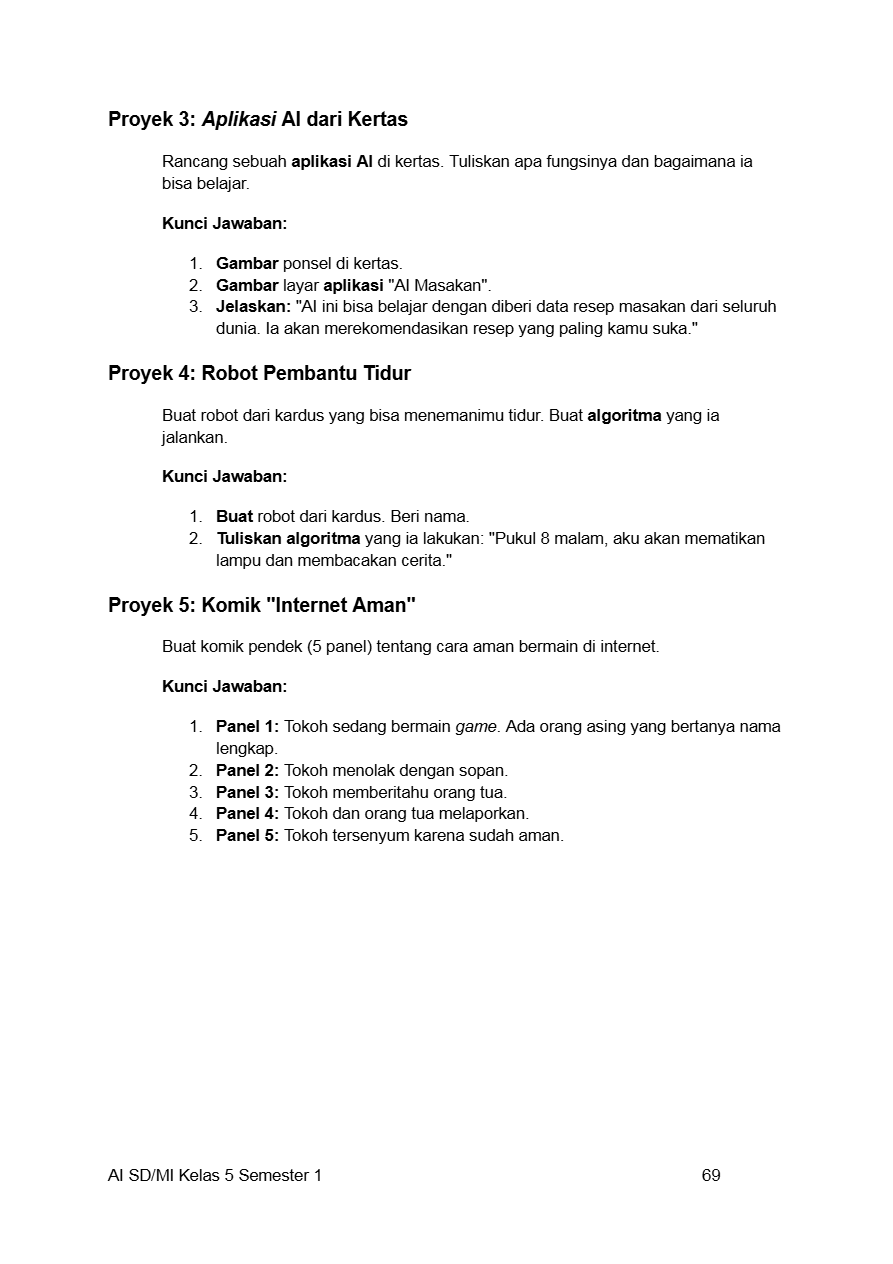 Proyek 3: Aplikasi AI dari Kertas
Rancang sebuah aplikasi AI di kertas. Tuliskan apa fungsinya dan bagaimana ia
bisa belajar.
Kunci Jawaban:
1. Gambar ponsel di kertas.
2. Gambar layar aplikasi "AI Masakan".
3. Jelaskan: "AI ini bisa belajar dengan diberi data resep masakan dari seluruh
dunia. Ia akan merekomendasikan resep yang paling kamu suka."
Proyek 4: Robot Pembantu Tidur
Buat robot dari kardus yang bisa menemanimu tidur. Buat algoritma yang ia
jalankan.
Kunci Jawaban:
1. Buat robot dari kardus. Beri nama.
2. Tuliskan algoritma yang ia lakukan: "Pukul 8 malam, aku akan mematikan
lampu dan membacakan cerita."
Proyek 5: Komik "Internet Aman"
Buat komik pendek (5 panel) tentang cara aman bermain di internet.
Kunci Jawaban:
1. Panel 1: Tokoh sedang bermain game. Ada orang asing yang bertanya nama
lengkap.
2. Panel 2: Tokoh menolak dengan sopan.
3. Panel 3: Tokoh memberitahu orang tua.
4. Panel 4: Tokoh dan orang tua melaporkan.
5. Panel 5: Tokoh tersenyum karena sudah aman.
AI SD/MI Kelas 5 Semester 1 69